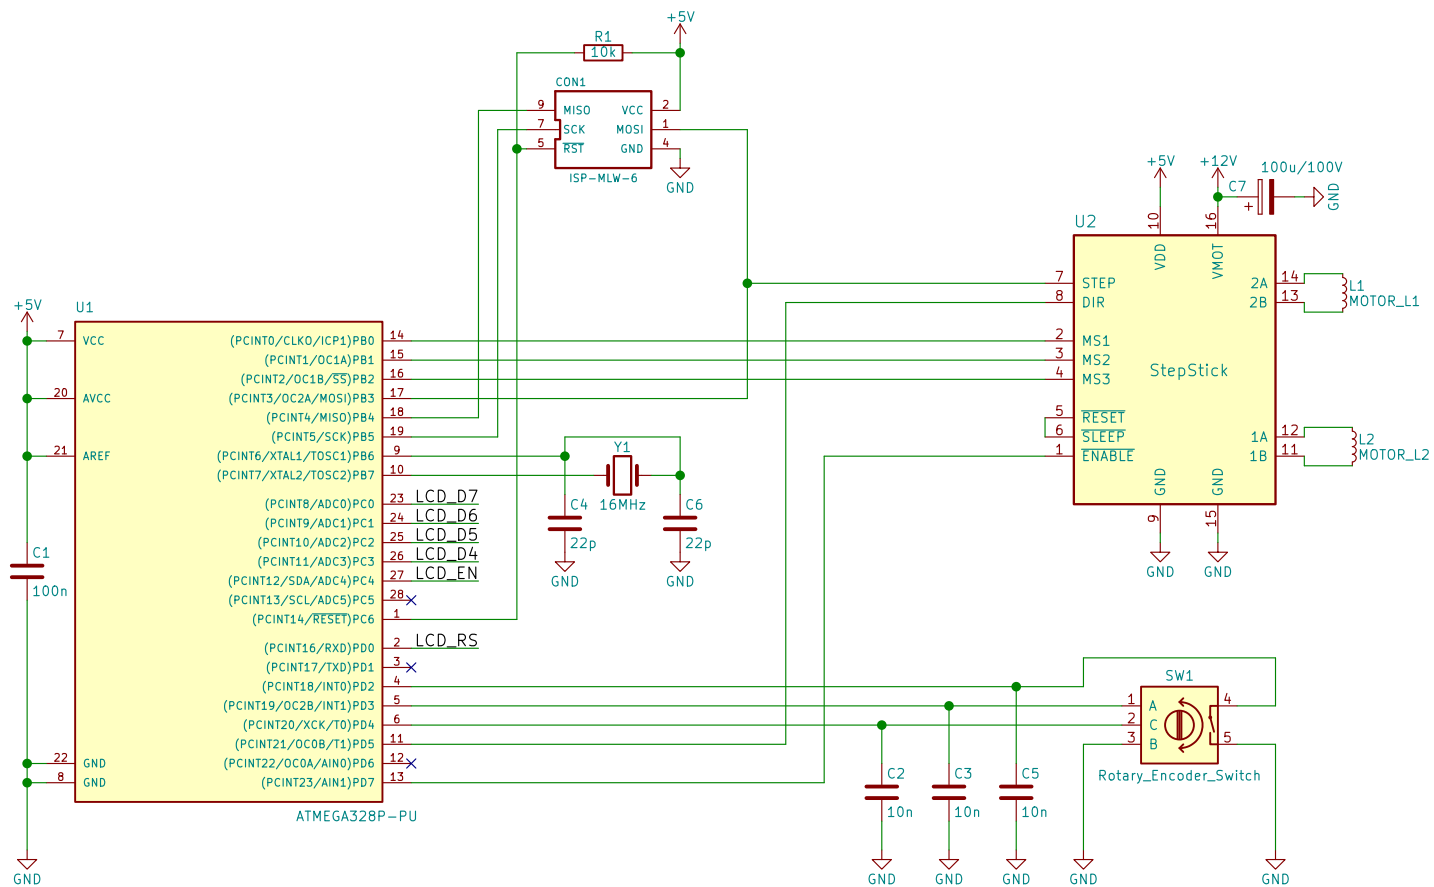 +5V
R1
10k
CON1
9 MISO VCC 2
7 SCK MOSI 1
5 RST GND 4
ISP-MLW-6
GND
+5V
+12V
100u/100V
C7
+
GND
U2
10
16
VDD
VMOT
7 STEP
8 DIR
2 MS1
3 MS2
4 MS3
5 RESET
6 SLEEP
1 ENABLE
StepStick
2A 14
2B 13
1A 12
1B 11
GND
GND
9
15
GND
GND
L1
MOTOR_L1
L2
MOTOR_L2
+5V
U1
7 VCC
20 AVCC
21 AREF
22 GND
8 GND
(PCINT0/CLKO/ICP1)PB0 14
(PCINT1/OC1A)PB1 15
(PCINT2/OC1B/SS)PB2 16
(PCINT3/OC2A/MOSI)PB3 17
(PCINT4/MISO)PB4 18
(PCINT5/SCK)PB5 19
(PCINT6/XTAL1/TOSC1)PB6 9
(PCINT7/XTAL2/TOSC2)PB7 10
(PCINT8/ADC0)PC0 23 LCD_D7
(PCINT9/ADC1)PC1 24 LCD_D6
(PCINT10/ADC2)PC2 25 LCD_D5
(PCINT11/ADC3)PC3 26 LCD_D4
(PCINT12/SDA/ADC4)PC4 27 LCD_EN
(PCINT13/SCL/ADC5)PC5 28
(PCINT14/RESET)PC6 1
(PCINT16/RXD)PD0 2 LCD_RS
(PCINT17/TXD)PD1 3
(PCINT18/INT0)PD2 4
(PCINT19/OC2B/INT1)PD3 5
(PCINT20/XCK/T0)PD4 6
(PCINT21/OC0B/T1)PD5 11
(PCINT22/OC0A/AIN0)PD6 12
(PCINT23/AIN1)PD7 13
ATMEGA328P-PU
C1
100n
GND
Y1
16MHz
C4
22p
GND
C6
22p
GND
SW1
1 A
2 C
3 B
4
5
Rotary_Encoder_Switch
C2
10n
GND
C3
10n
GND
C5
10n
GND
GND
GND